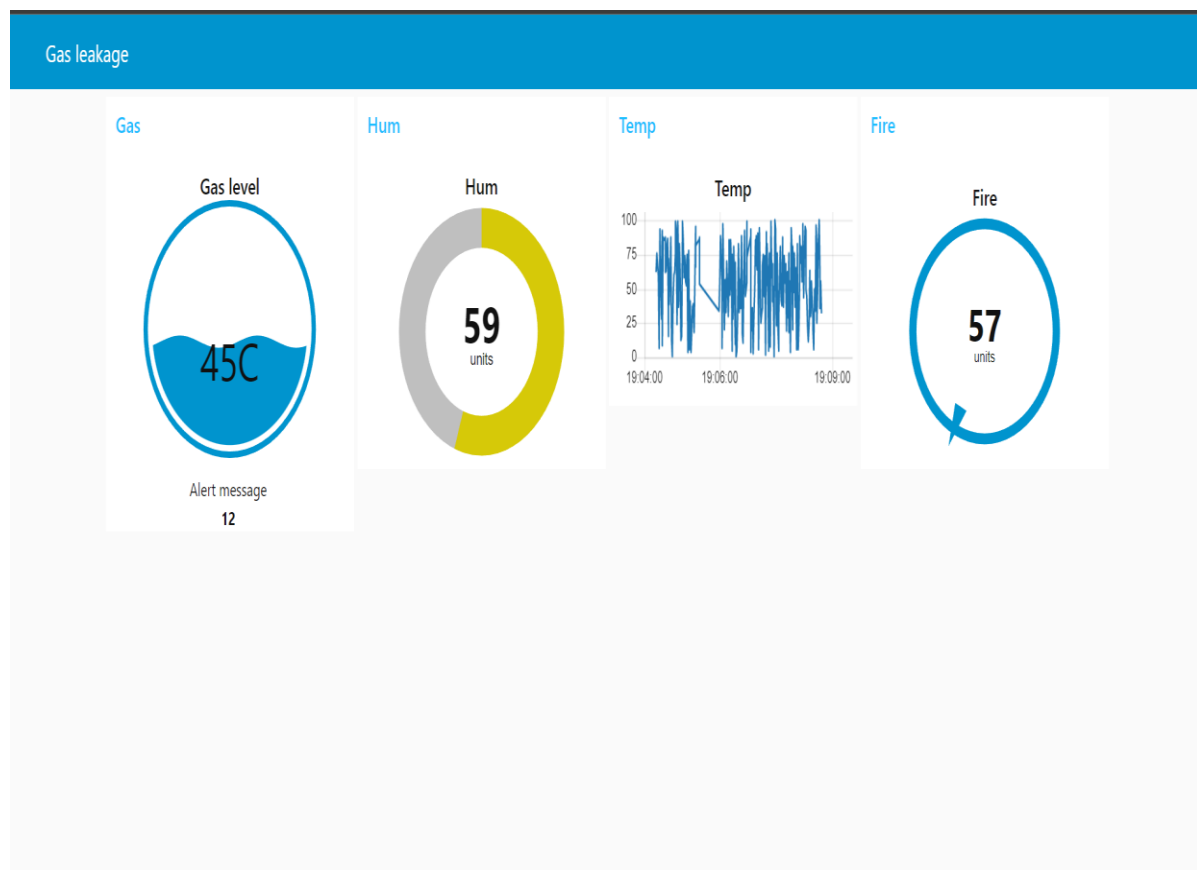 Gas leakage
Gas
Gas level
45C
Alert message
12
Hum
Hum
59
units
Temp
Temp
100
75
50
25
0
19:04:00 19:06:00 19:09:00
Fire
Fire
57
units